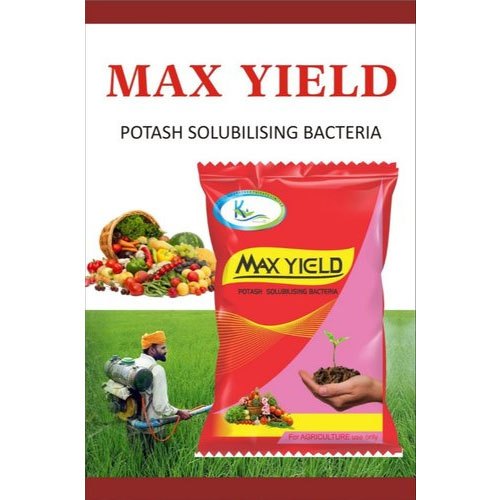 MAX YIELD
POTASH SOLUBILISING BACTERIA
K
MAX YIELD
POTASH SOLUBILISING BACTERIA
For AGRICULTURE use only